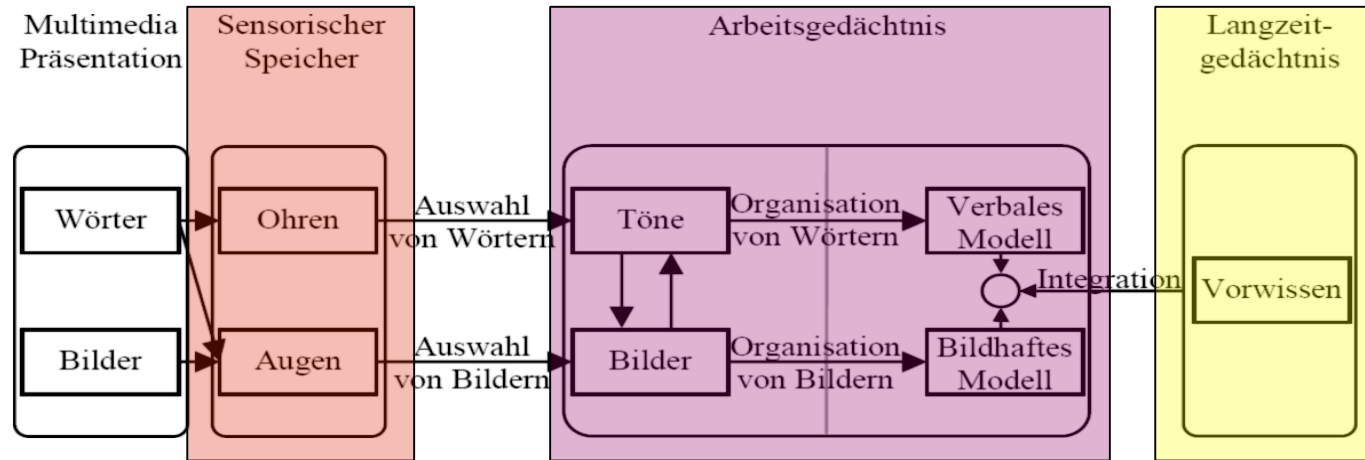 Multimedia
Präsentation
Sensorischer
Speicher
Arbeitsgedächtnis
Langzeit-
gedächtnis
Wörter
Ohren
Auswahl
von Wörtern
Töne
Organisation
von Wörtern
Verbales
Modell
Integration
Vorwissen
Bilder
Augen
Auswahl
von Bildern
Bilder
Organisation
von Bildern
Bildhaftes
Modell